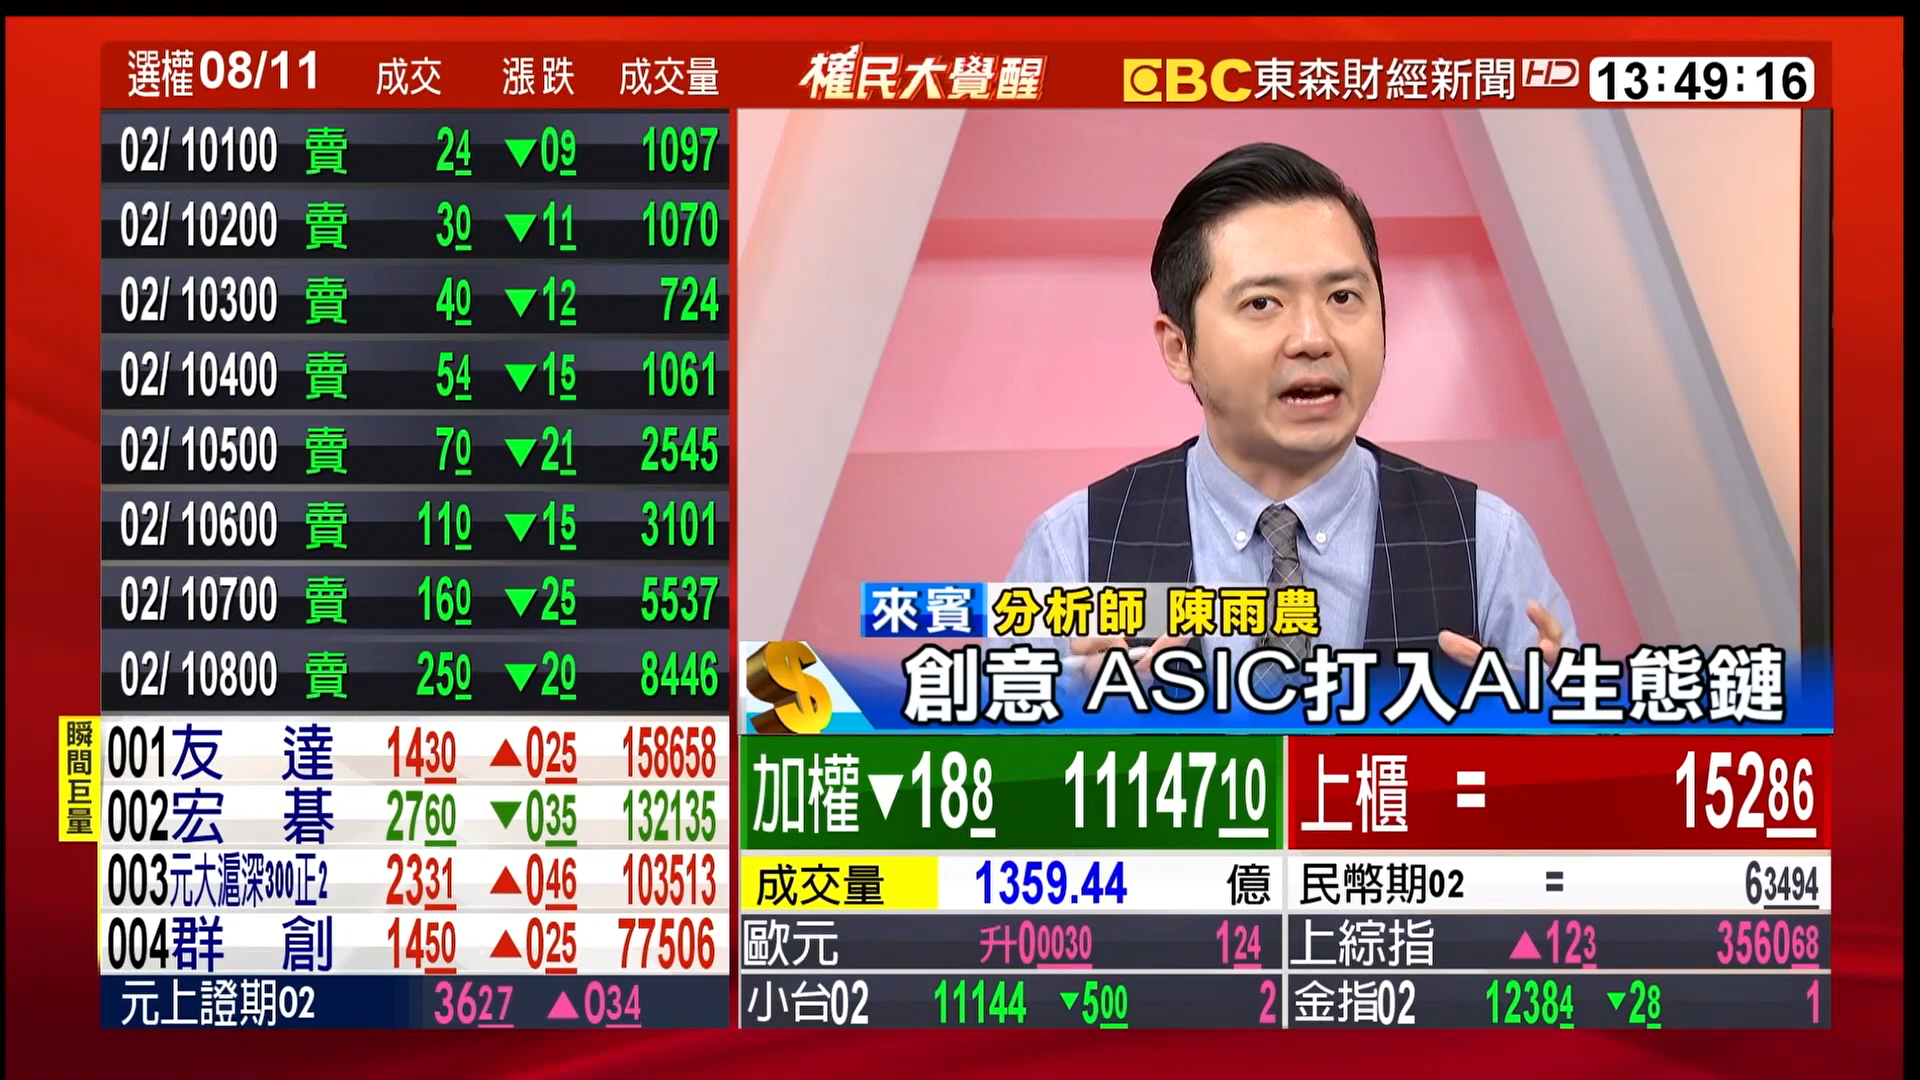 選權08/11 成交 漲跌 成交量
權民大覺醒
EBC東森財經新聞HD
13:49:16
02/ 10100 賣 24 ▼09 1097
02/ 10200 賣 30 ▼11 1070
02/ 10300 賣 40 ▼12 724
02/ 10400 賣 54 ▼15 1061
02/ 10500 賣 70 ▼21 2545
02/ 10600 賣 110 ▼15 3101
02/ 10700 賣 160 ▼25 5537
02/ 10800 賣 250 ▼20 8446
瞬間巨量
001友達 1430 ▲025 158658
002宏碁 2760 ▼035 132135
003元大滬深300正2 2331 ▲046 103513
004群創 1450 ▲025 77506
元上證期02 3627 ▲034
來賓 分析師 陳雨農
創意 ASIC打入AI生態鏈
加權▼188 1114710
上櫃 = 15286
成交量 1359.44 億
民幣期02 = 63494
歐元 升00030 124
上綜指 ▲123 356068
小台02 11144 ▼500 2
金指02 12384 ▼28 1